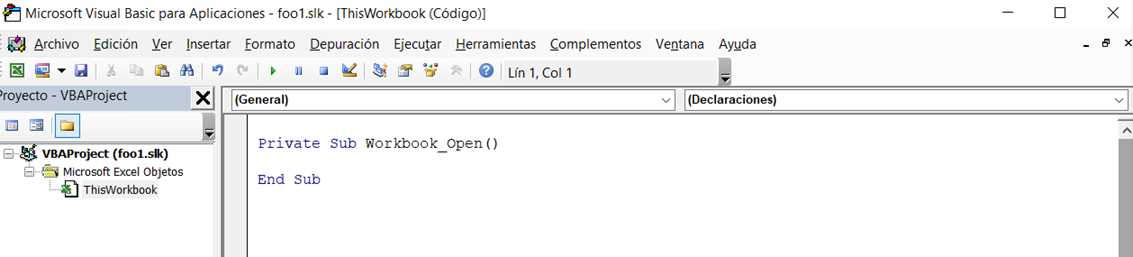 Microsoft Visual Basic para Aplicaciones - foo1.slk - [ThisWorkbook (Código)]
Archivo Edición Ver Insertar Formato Depuración Ejecutar Herramientas Complementos Ventana Ayuda
Lín 1, Col 1
Proyecto - VBAProject
(General) (Declaraciones)
Private Sub Workbook_Open()
VBAProject (foo1.slk)
Microsoft Excel Objetos
End Sub
ThisWorkbook